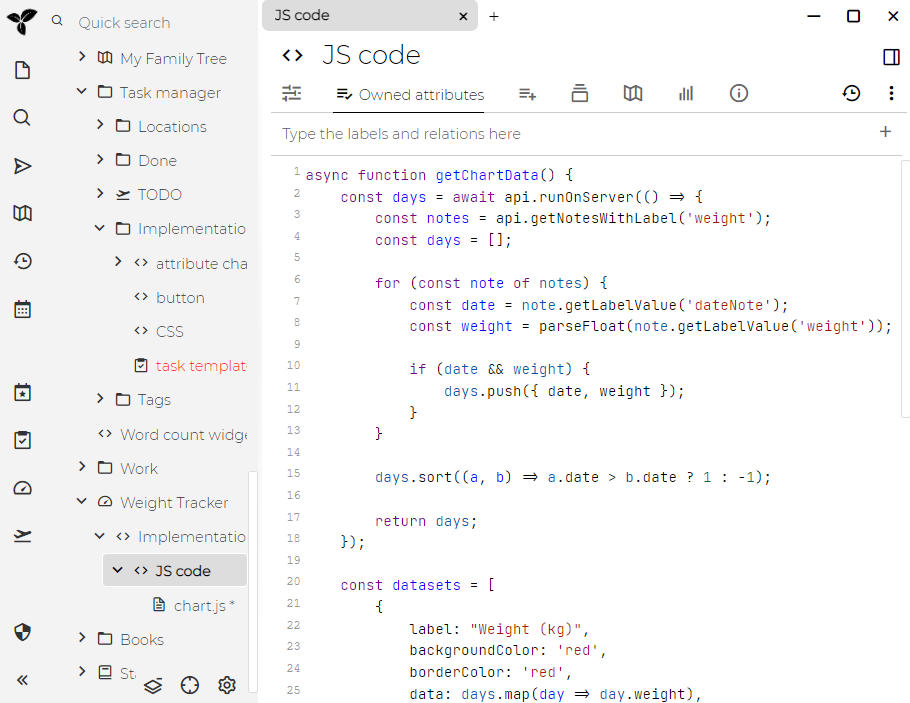 Quick search
My Family Tree
Task manager
Locations
Done
TODO
Implementatio
attribute cha
button
CSS
task templat
Tags
Word count widge
Work
Weight Tracker
Implementatio
JS code
chart.js *
Books
St
JS code
JS code
Owned attributes
Type the labels and relations here
1 async function getChartData() {
2 const days = await api.runOnServer(() => {
3 const notes = api.getNotesWithLabel('weight');
4 const days = [];
5
6 for (const note of notes) {
7 const date = note.getLabelValue('dateNote');
8 const weight = parseFloat(note.getLabelValue('weight'));
9
10 if (date && weight) {
11 days.push({ date, weight });
12 }
13 }
14
15 days.sort((a, b) => a.date > b.date ? 1 : -1);
16
17 return days;
18 });
19
20 const datasets = [
21 {
22 label: "Weight (kg)",
23 backgroundColor: 'red',
24 borderColor: 'red',
25 data: days.map(day => day.weight),